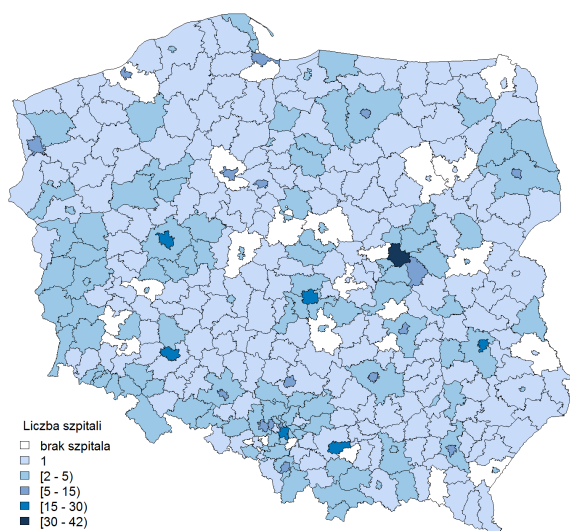 Liczba szpitali
brak szpitala
1
[2 - 5)
[5 - 15)
[15 - 30)
[30 - 42)